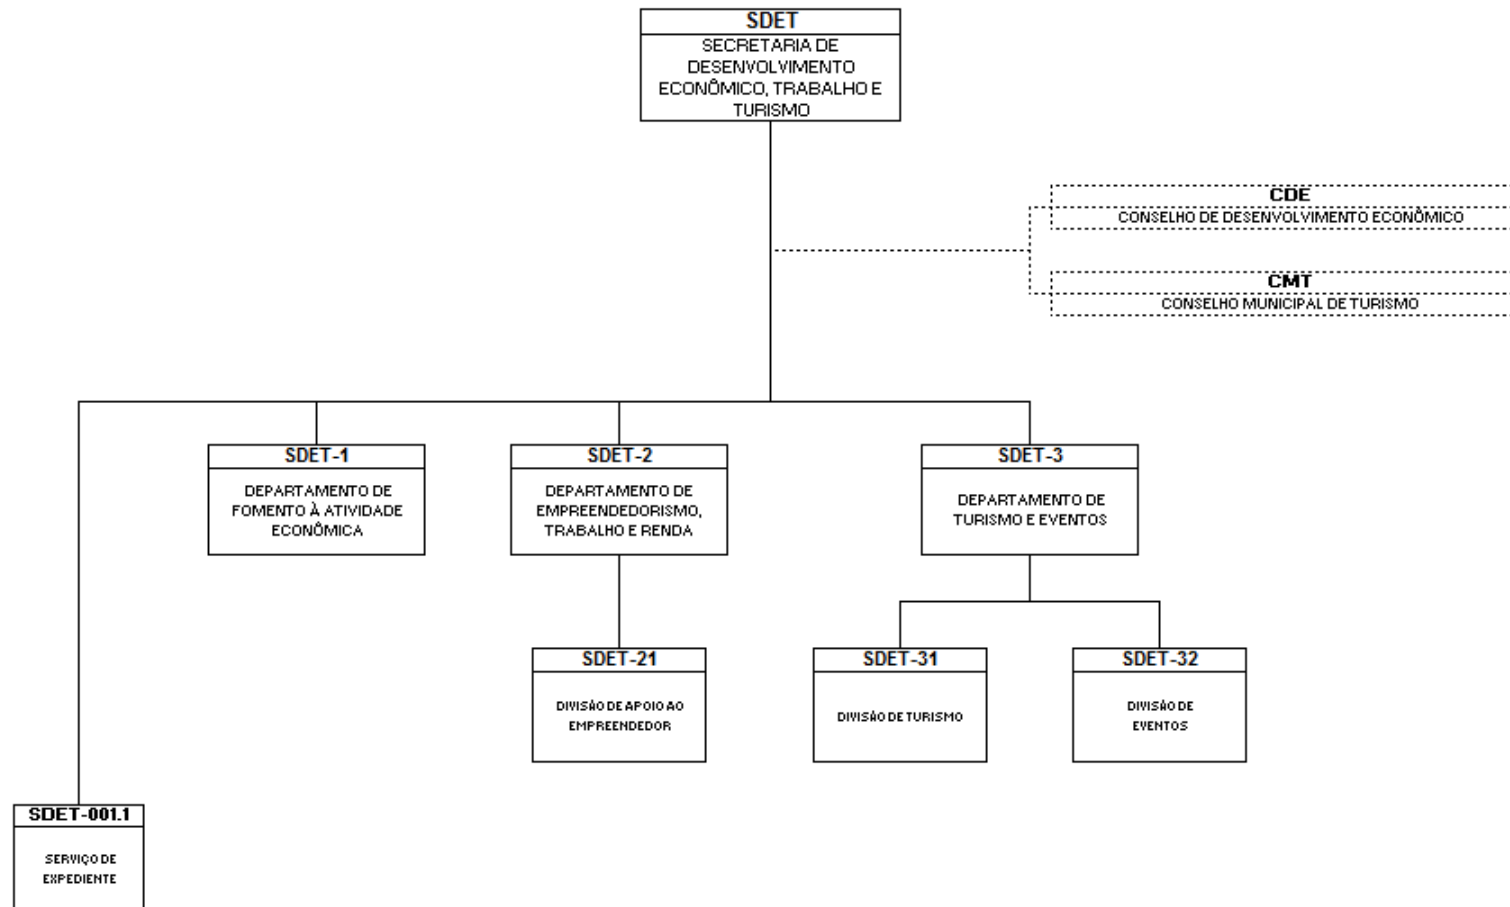 SDET
SECRETARIA DE
DESENVOLVIMENTO
ECONÔMICO, TRABALHO E
TURISMO
CDE
CONSELHO DE DESENVOLVIMENTO ECONÔMICO
CMT
CONSELHO MUNICIPAL DE TURISMO
SDET-1
DEPARTAMENTO DE
FOMENTO À ATIVIDADE
ECONÔMICA
SDET-2
DEPARTAMENTO DE
EMPREENDEDORISMO,
TRABALHO E RENDA
SDET-3
DEPARTAMENTO DE
TURISMO E EVENTOS
SDET-21
DIVISÃO DE APOIO AO
EMPREENDEDOR
SDET-31
DIVISÃO DE TURISMO
SDET-32
DIVISÃO DE
EVENTOS
SDET-001.1
SERVIÇO DE
EXPEDIENTE